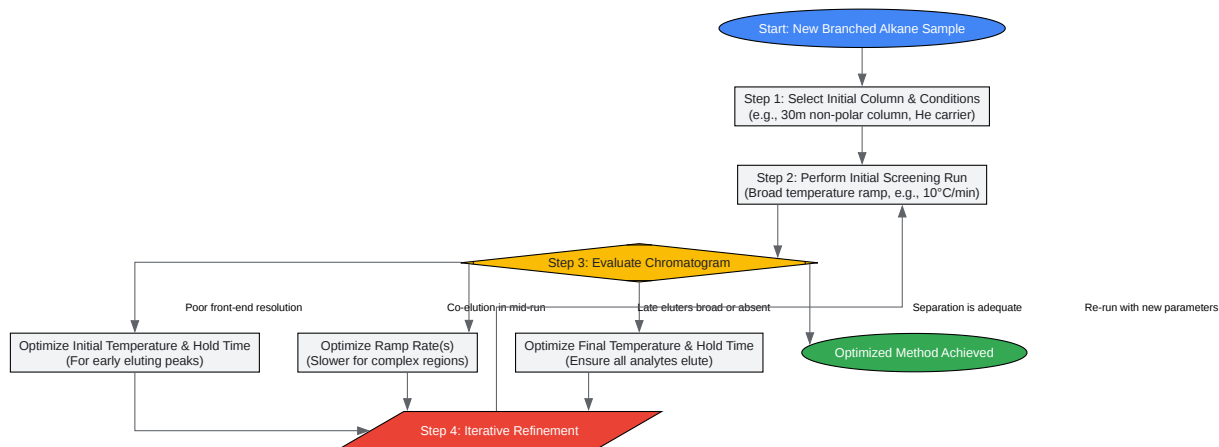 Start: New Branched Alkane Sample
Step 1: Select Initial Column & Conditions
(e.g., 30m non-polar column, He carrier)
Step 2: Perform Initial Screening Run
(Broad temperature ramp, e.g., 10°C/min)
Step 3: Evaluate Chromatogram
Poor front-end resolution
Co-elution in mid-run
Late eluters broad or absent
Separation is adequate
Re-run with new parameters
Optimize Initial Temperature & Hold Time
(For early eluting peaks)
Optimize Ramp Rate(s)
(Slower for complex regions)
Optimize Final Temperature & Hold Time
(Ensure all analytes elute)
Optimized Method Achieved
Step 4: Iterative Refinement